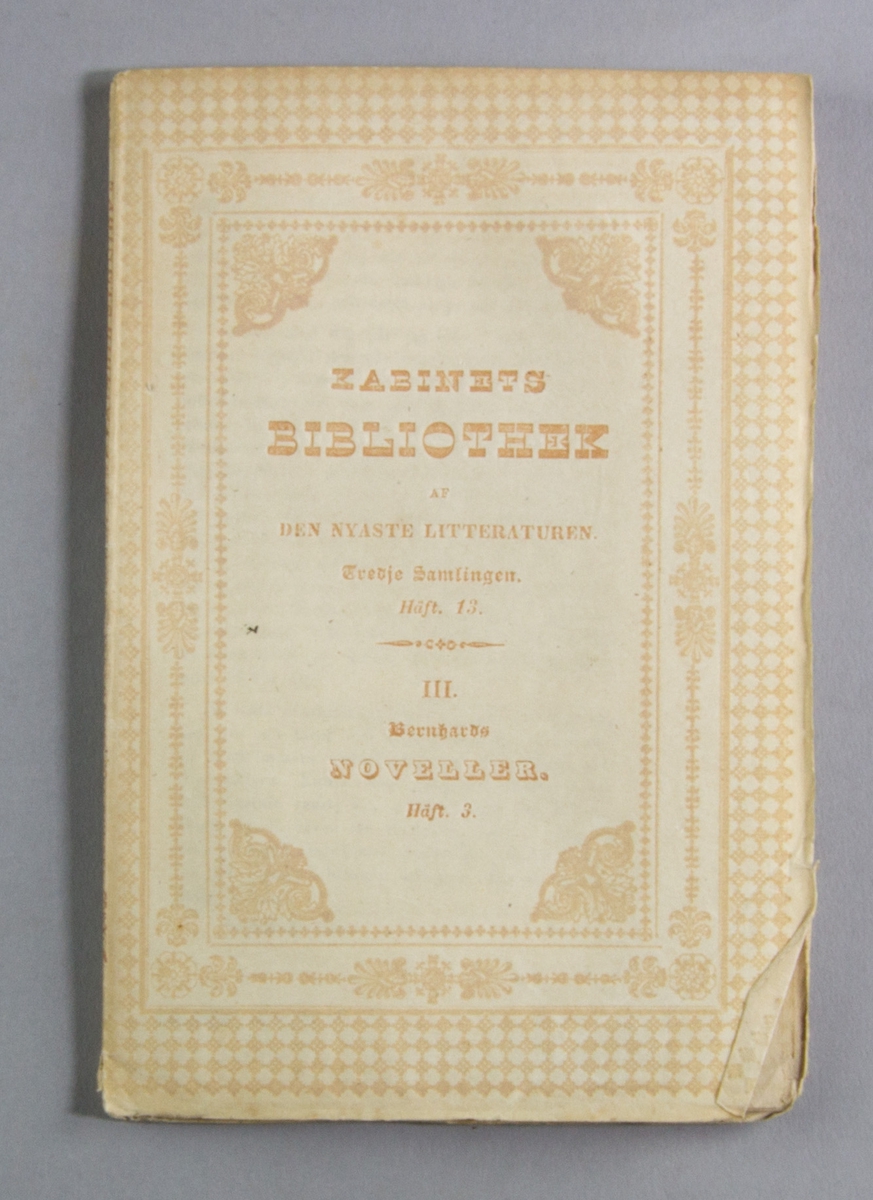 KABINETS
BIBLIOTHEK
AF
DEN NYASTE LITTERATUREN.
Tredje Samlingen.
Häft. 13.
III.
Bernhards
NOVELLER.
Häft. 3.